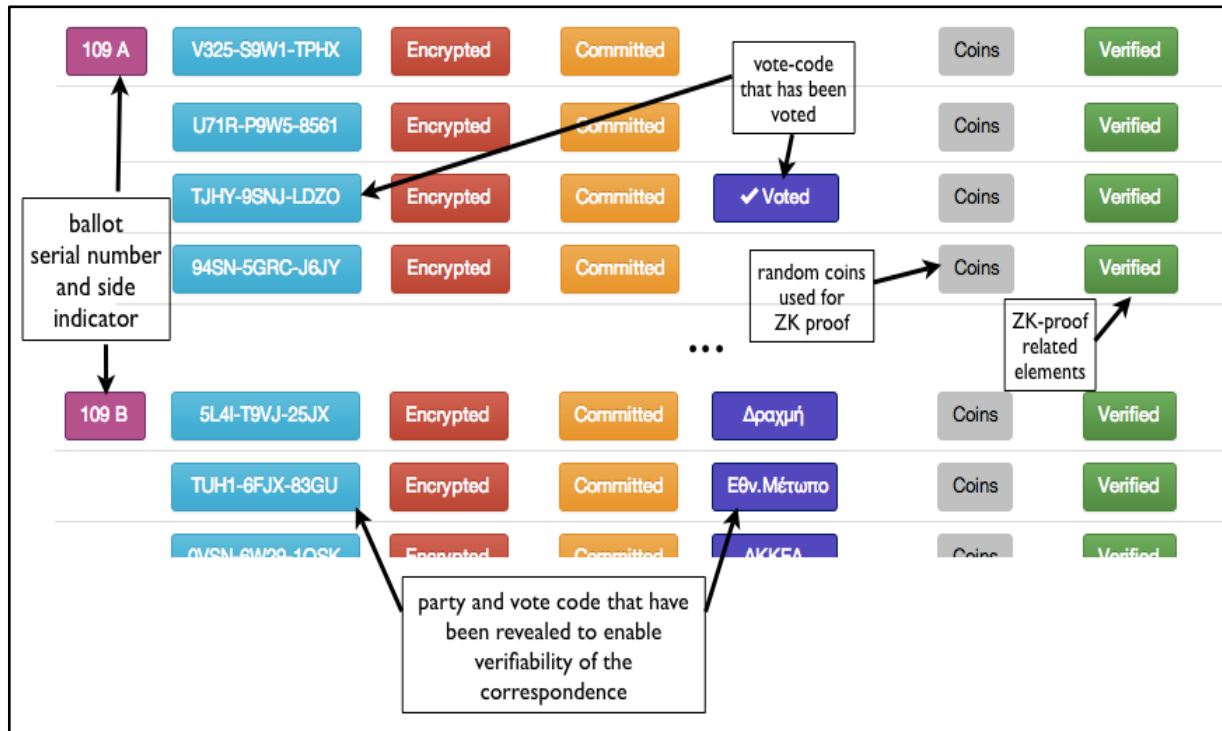 109 A V325-S9W1-TPHX Encrypted Committed Coins Verified
vote-code
that has been
voted
U71R-P9W5-8561 Encrypted Committed Coins Verified
TJHY-9SNJ-LDZO Encrypted Committed ✔ Voted Coins Verified
ballot
serial number
and side
indicator
94SN-5GRC-J6JY Encrypted Committed Coins Verified
random coins
used for
ZK proof
ZK-proof
related
elements
...
109 B 5L4I-T9VJ-25JX Encrypted Committed Δραχμή Coins Verified
TUH1-6FJX-83GU Encrypted Committed Εθν.Μέτωπο Coins Verified
Encrypted Committed Coins Verified
party and vote code that have
been revealed to enable
verifiability of the
correspondence